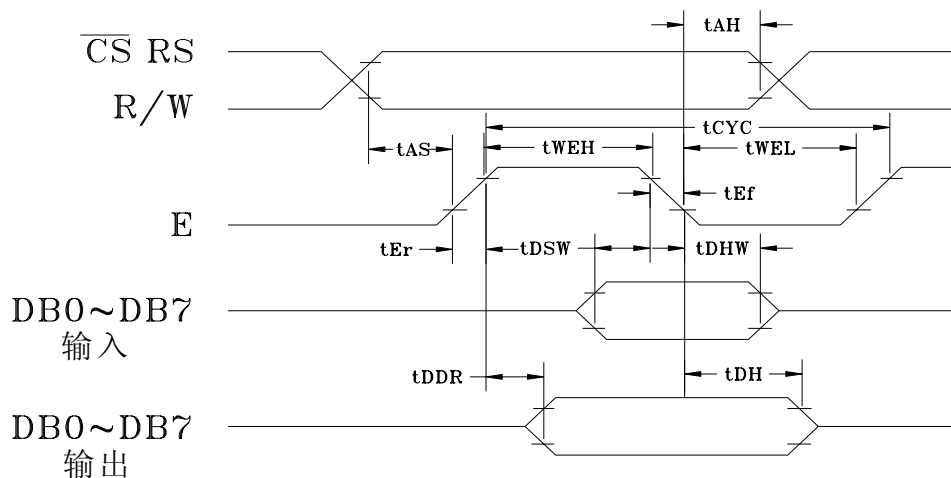 tAH
C̅S̅ RS
R/W
tCYC
tAS
tWEH
tWEL
tEf
E
tEr
tDSW
tDHW
DB0~DB7
输入
tDDR
tDH
DB0~DB7
输出